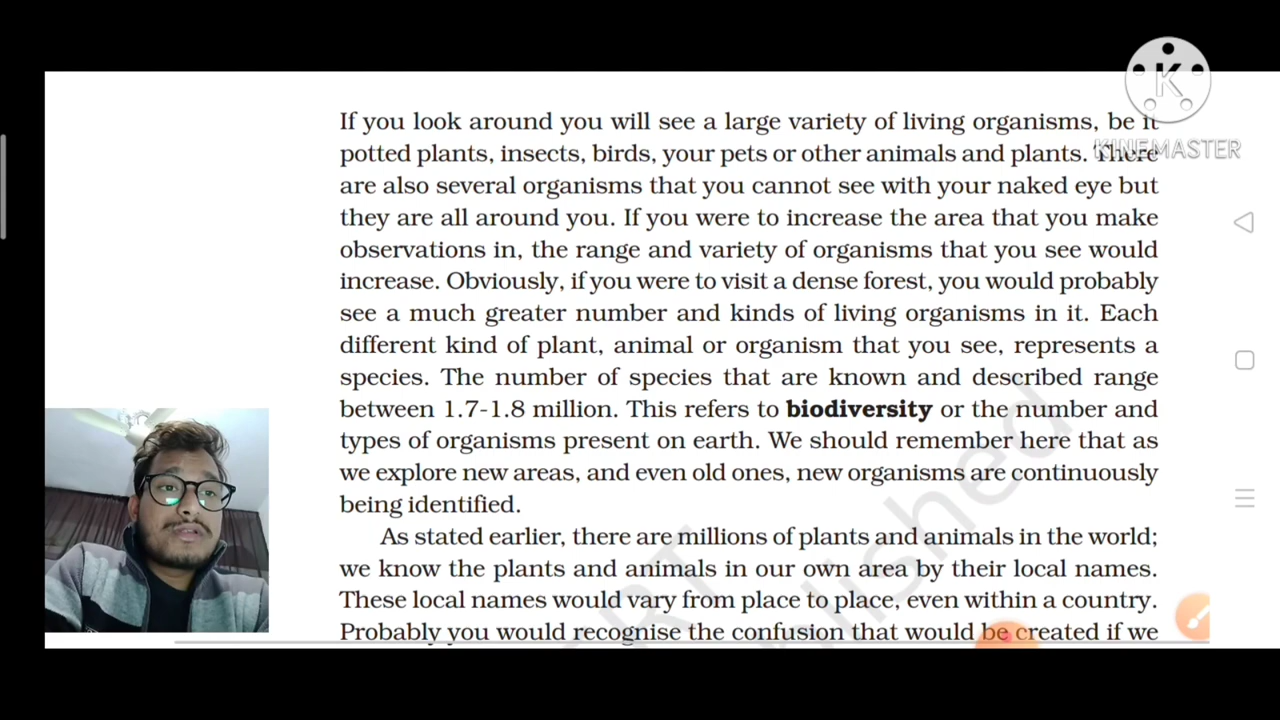 If you look around you will see a large variety of living organisms, be it
potted plants, insects, birds, your pets or other animals and plants. There
are also several organisms that you cannot see with your naked eye but
they are all around you. If you were to increase the area that you make
observations in, the range and variety of organisms that you see would
increase. Obviously, if you were to visit a dense forest, you would probably
see a much greater number and kinds of living organisms in it. Each
different kind of plant, animal or organism that you see, represents a
species. The number of species that are known and described range
between 1.7-1.8 million. This refers to biodiversity or the number and
types of organisms present on earth. We should remember here that as
we explore new areas, and even old ones, new organisms are continuously
being identified.
As stated earlier, there are millions of plants and animals in the world;
we know the plants and animals in our own area by their local names.
These local names would vary from place to place, even within a country.
Probably you would recognise the confusion that would be created if we
K
KINEMASTER